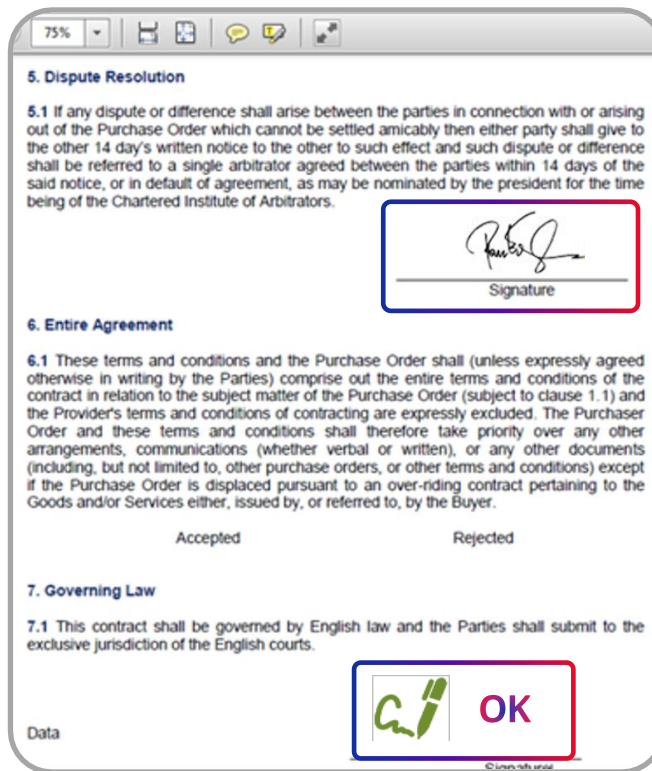 75%
5. Dispute Resolution
5.1 If any dispute or difference shall arise between the parties in connection with or arising
out of the Purchase Order which cannot be settled amicably then either party shall give to
the other 14 day's written notice to the other to such effect and such dispute or difference
shall be referred to a single arbitrator agreed between the parties within 14 days of the
said notice, or in default of agreement, as may be nominated by the president for the time
being of the Chartered Institute of Arbitrators.
Signature
6. Entire Agreement
6.1 These terms and conditions and the Purchase Order shall (unless expressly agreed
otherwise in writing by the Parties) comprise out the entire terms and conditions of the
contract in relation to the subject matter of the Purchase Order (subject to clause 1.1) and
the Provider's terms and conditions of contracting are expressly excluded. The Purchaser
Order and these terms and conditions shall therefore take priority over any other
arrangements, communications (whether verbal or written), or any other documents
(including, but not limited to, other purchase orders, or other terms and conditions) except
if the Purchase Order is displaced pursuant to an over-riding contract pertaining to the
Goods and/or Services either, issued by, or referred to, by the Buyer.
Accepted Rejected
7. Governing Law
7.1 This contract shall be governed by English law and the Parties shall submit to the
exclusive jurisdiction of the English courts.
OK
Data
Signature